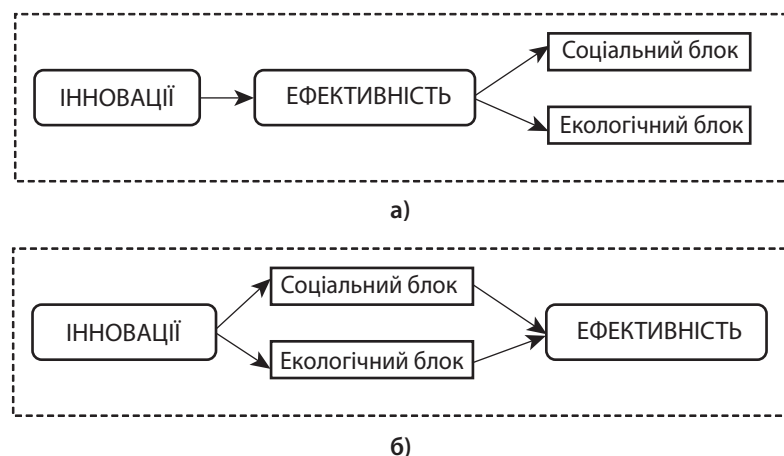 Соціальний блок
ІННОВАЦІЇ
ЕФЕКТИВНІСТЬ
Екологічний блок
а)
Соціальний блок
ІННОВАЦІЇ
ЕФЕКТИВНІСТЬ
Екологічний блок
б)